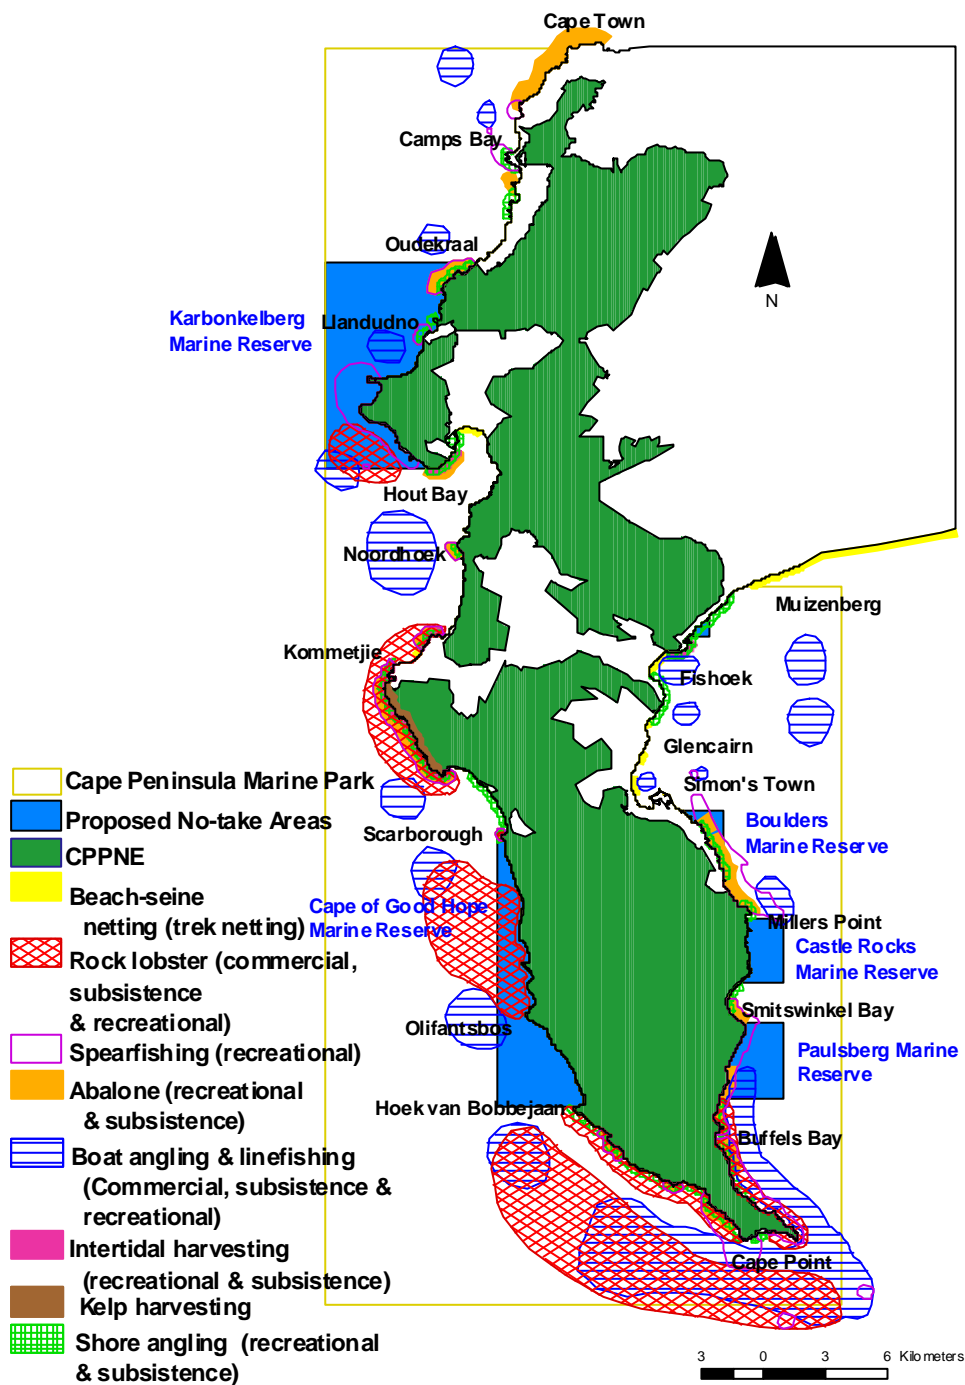 Cape Town
Camps Bay
Oudekraal
Karbonkelberg
Marine Reserve
Llandudno
N
Hout Bay
Noordhoek
Muizenberg
Kommetjie
Fishoek
Glencairn
Simon's Town
Boulders
Marine Reserve
Scarborough
Millers Point
Cape of Good Hope
Marine Reserve
Castle Rocks
Marine Reserve
Smitswinkel Bay
Olifantsbos
Paulsberg Marine
Reserve
Hoek van Bobbejaan
Buffels Bay
Cape Point
Cape Peninsula Marine Park
Proposed No-take Areas
CPPNE
Beach-seine
netting (trek netting)
Rock lobster (commercial,
subsistence
& recreational)
Spearfishing (recreational)
Abalone (recreational
& subsistence)
Boat angling & linefishing
(Commercial, subsistence &
recreational)
Intertidal harvesting
(recreational & subsistence)
Kelp harvesting
Shore angling (recreational
& subsistence)
3 0 3 6 Kilometers